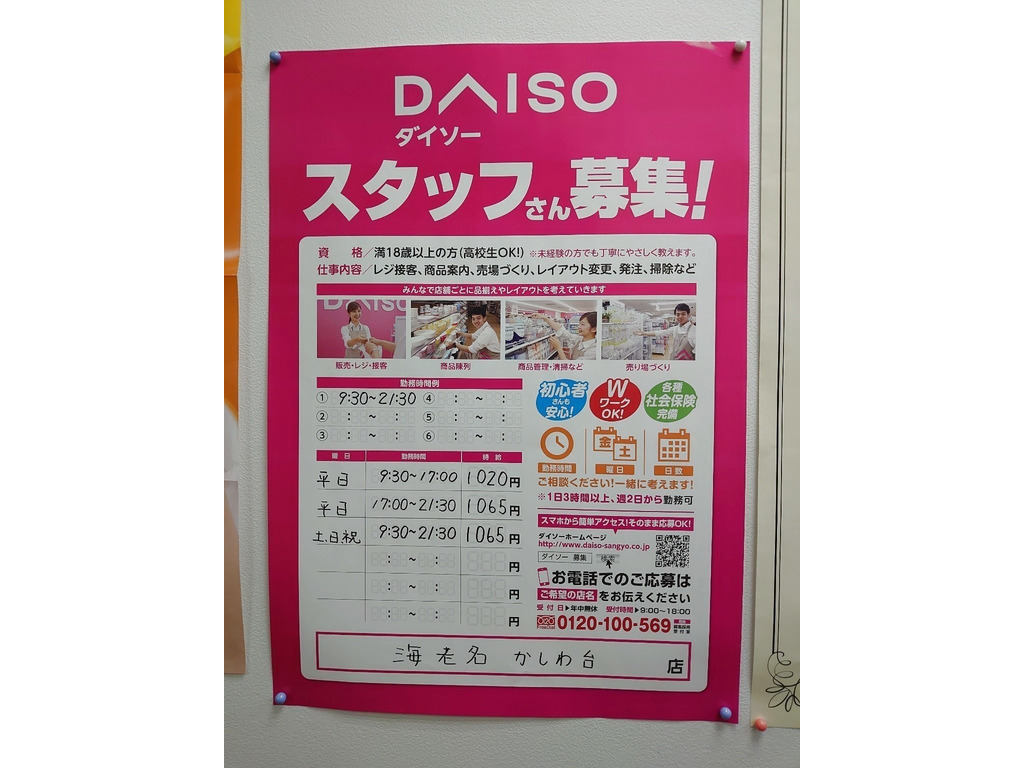 DAISO
ダイソー
スタッフさん募集!
資 格/満18歳以上の方(高校生OK!) ※未経験の方でも丁寧にやさしく教えます。
仕事内容/レジ接客、商品案内、売場づくり、レイアウト変更、発注、掃除など
みんなで店舗ごとに品揃えやレイアウトを考えていきます
DAISO
販売・レジ・接客 商品陳列 商品管理・清掃など 売り場づくり
勤務時間例
① 9:30~21:30 ④ : ~ :
② : ~ : ⑤ : ~ :
③ : ~ : ⑥ : ~ :
初心者さんも安心!
WワークOK!
各種社会保険完備
曜日 勤務時間 時給
平日 9:30~17:00 1020円
平日 17:00~21:30 1065円
土、日祝 9:30~21:30 1065円
: ~ : 円
: ~ : 円
: ~ : 円
金 土
勤務時間 曜日 日数
ご相談ください!一緒に考えます!
※1日3時間以上、週2日から勤務可
スマホから簡単アクセス!そのまま応募OK!
ダイソーホームページ
http://www.daiso-sangyo.co.jp
ダイソー 募集
お電話でのご応募は
ご希望の店名をお伝えください
受付日▶年中無休 受付時間▶9:00~18:00
0120-100-569
海老名 かしわ台 店